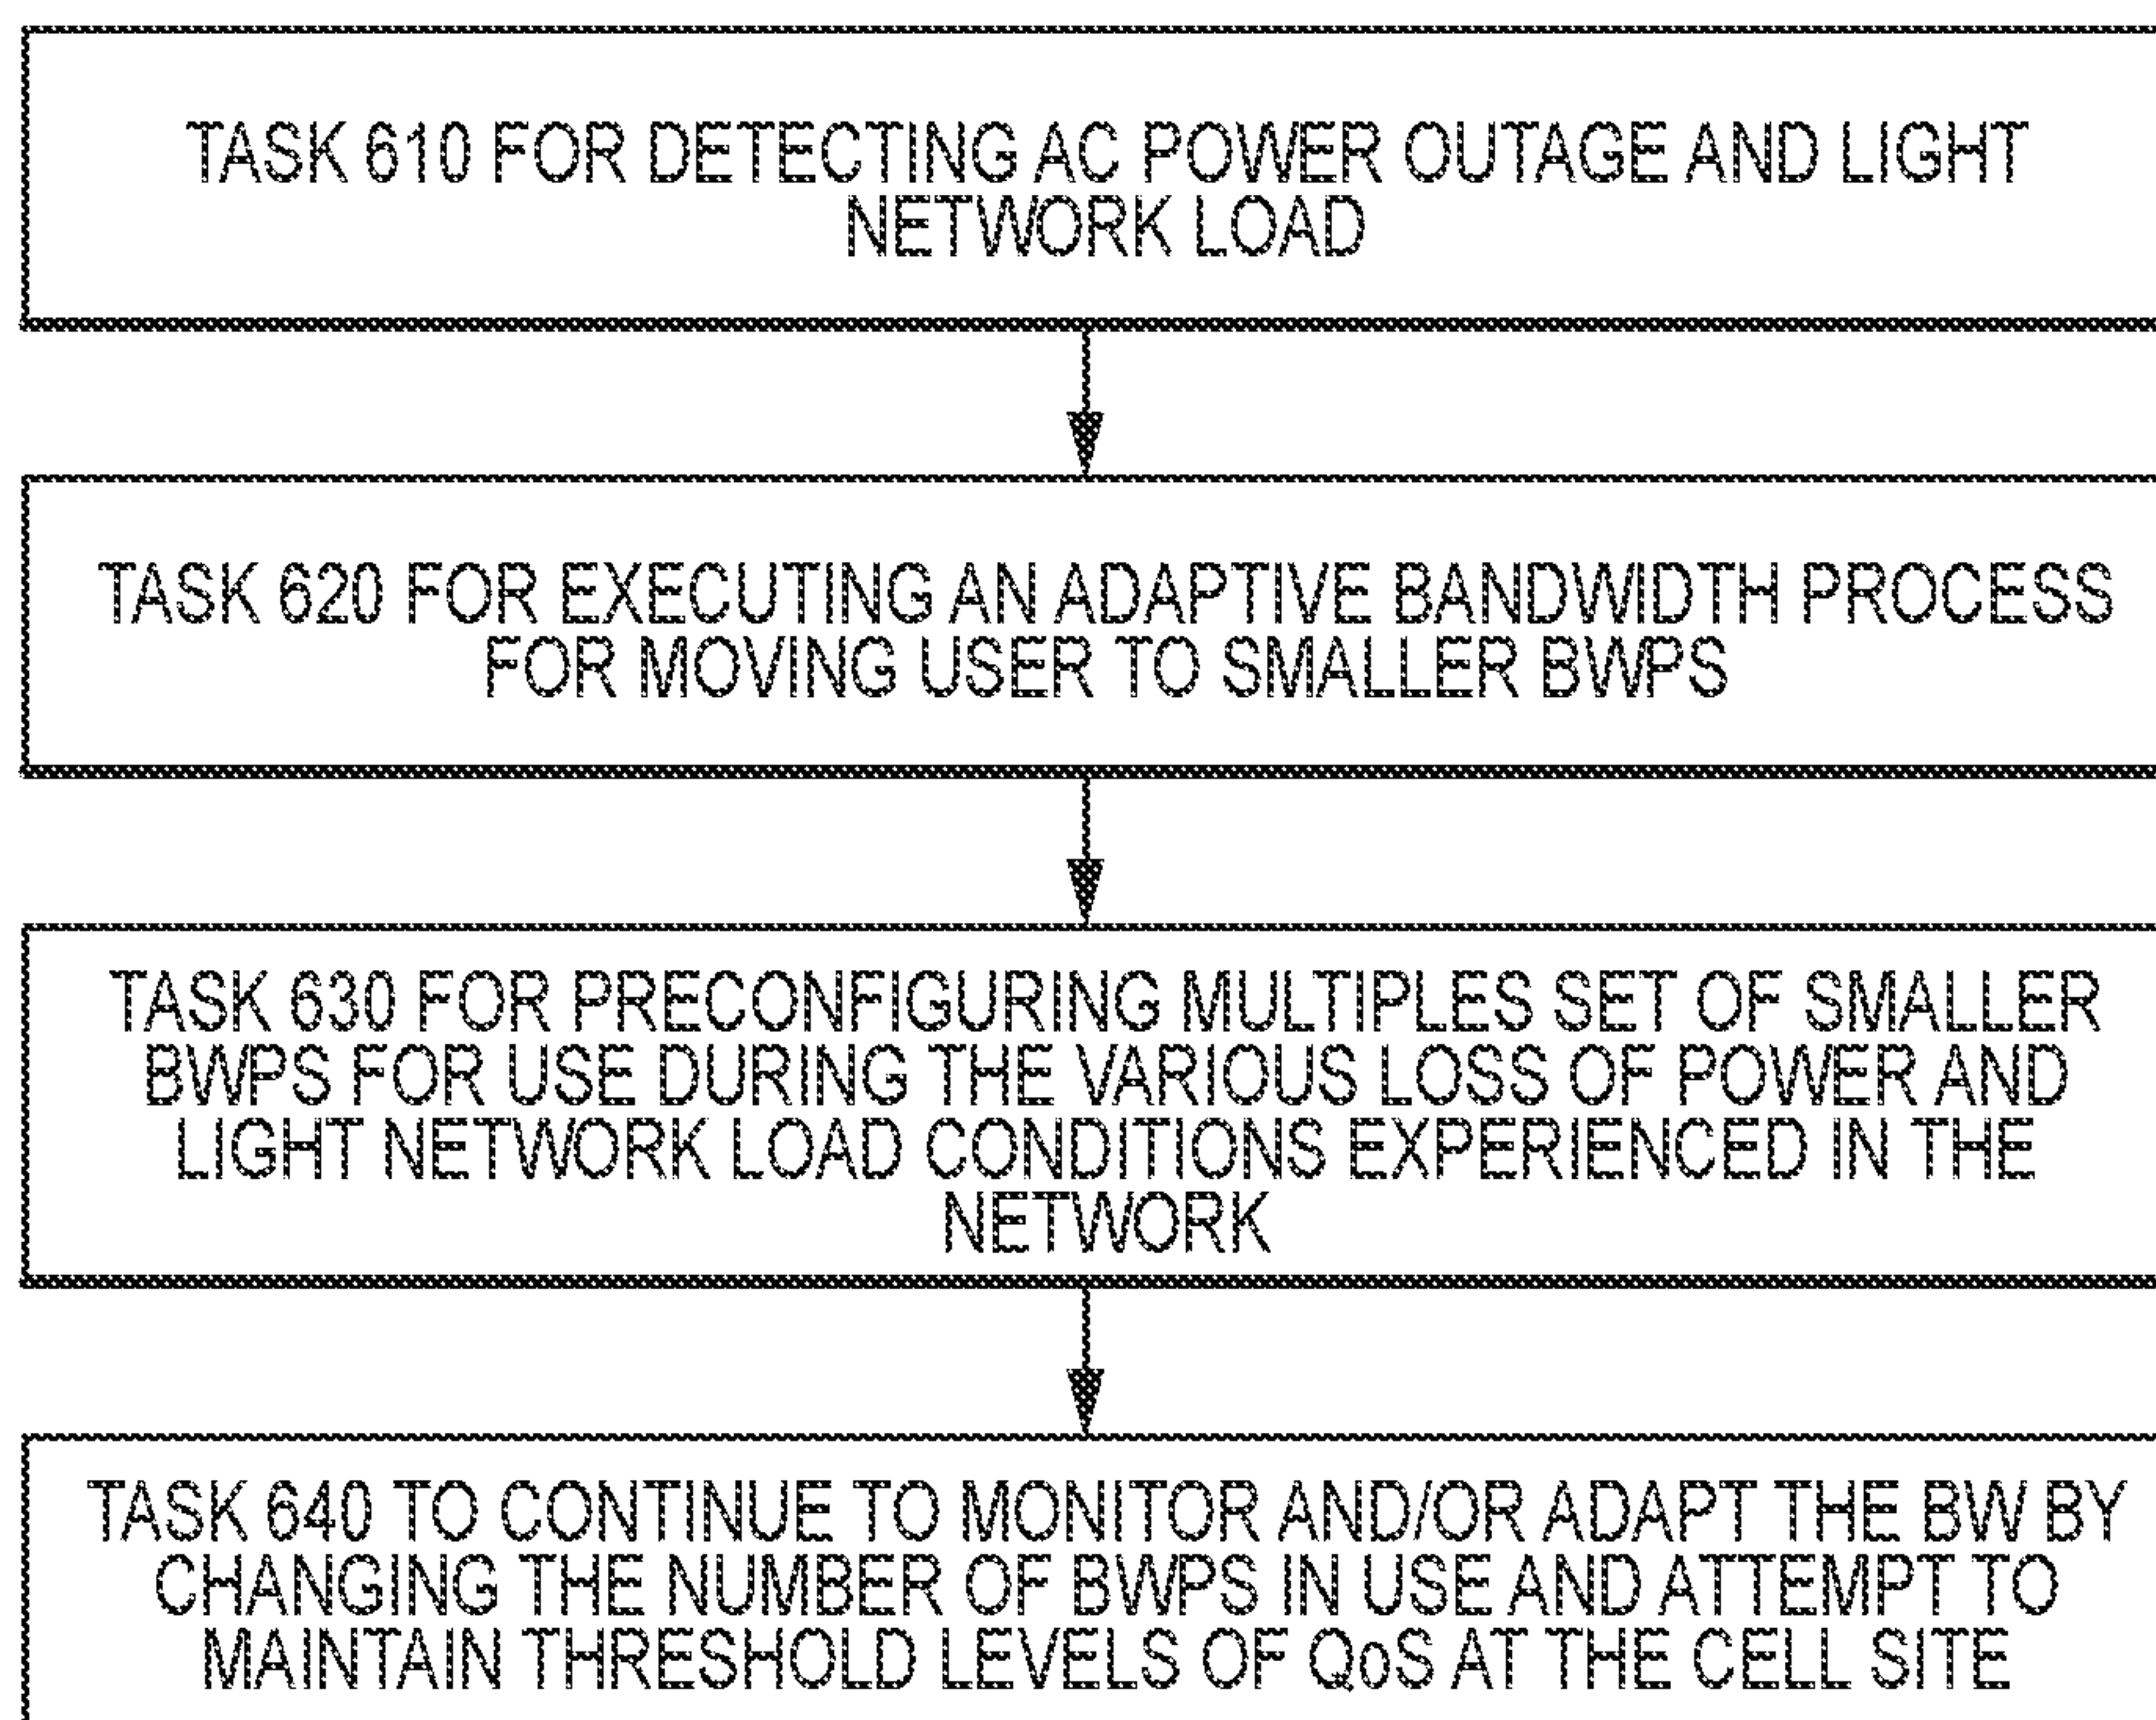 TASK 610 FOR DETECTING AC POWER OUTAGE AND LIGHT
NETWORK LOAD
TASK 620 FOR EXECUTING AN ADAPTIVE BANDWIDTH PROCESS
FOR MOVING USER TO SMALLER BWPS
TASK 630 FOR PRECONFIGURING MULTIPLES SET OF SMALLER
BWPS FOR USE DURING THE VARIOUS LOSS OF POWER AND
LIGHT NETWORK LOAD CONDITIONS EXPERIENCED IN THE
NETWORK
TASK 640 TO CONTINUE TO MONITOR AND/OR ADAPT THE BW BY
CHANGING THE NUMBER OF BWPS IN USE AND ATTEMPT TO
MAINTAIN THRESHOLD LEVELS OF QoS AT THE CELL SITE